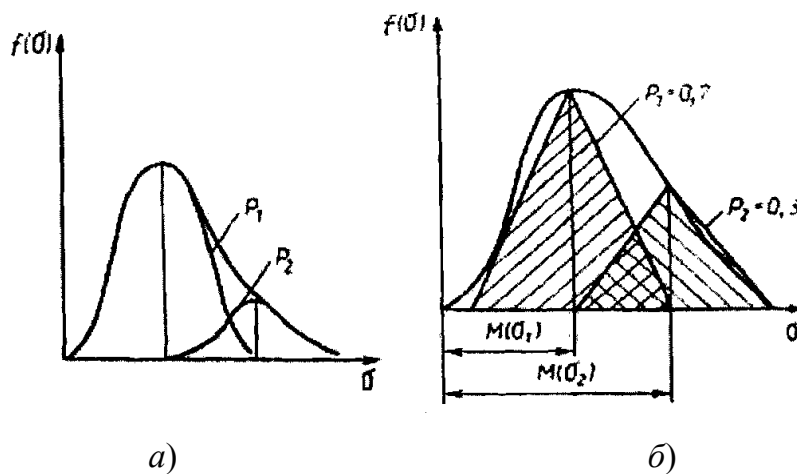 f(σ)
P₁
P₂
σ
а)
f(σ)
P₁=0,7
P₂=0,3
σ
M(σ₁)
M(σ₂)
б)